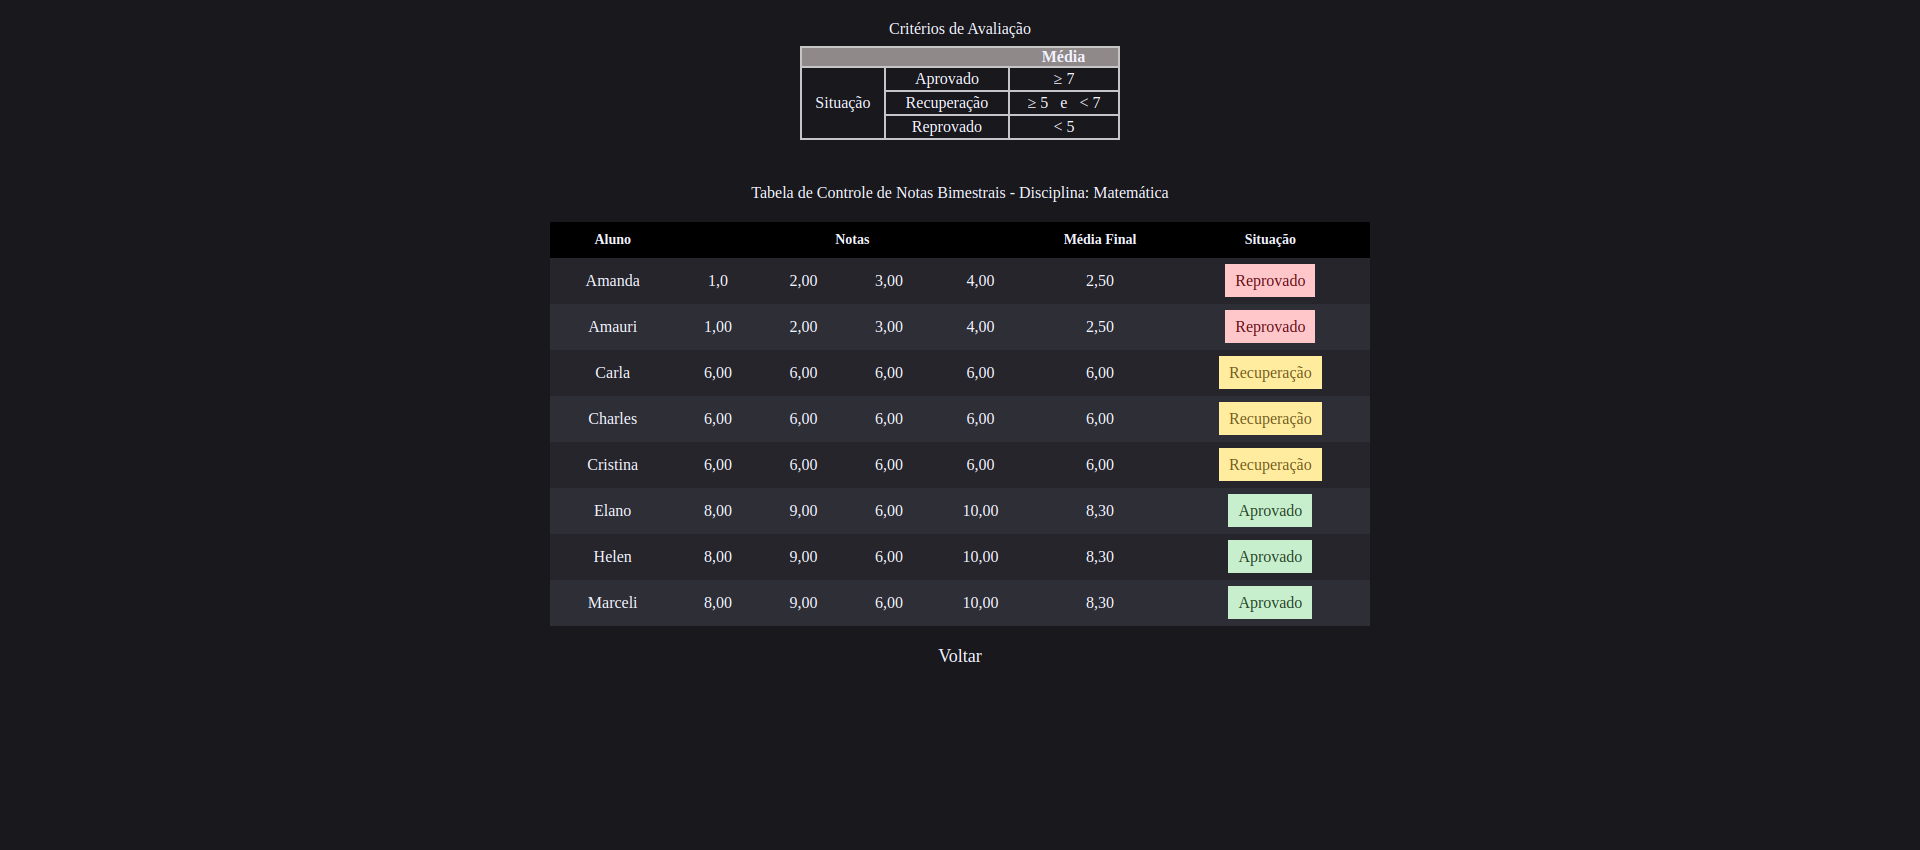 Critérios de Avaliação
Média
Aprovado ≥ 7
Situação Recuperação ≥ 5 e < 7
Reprovado < 5
Tabela de Controle de Notas Bimestrais - Disciplina: Matemática
Aluno Notas Média Final Situação
Amanda 1,0 2,00 3,00 4,00 2,50 Reprovado
Amauri 1,00 2,00 3,00 4,00 2,50 Reprovado
Carla 6,00 6,00 6,00 6,00 6,00 Recuperação
Charles 6,00 6,00 6,00 6,00 6,00 Recuperação
Cristina 6,00 6,00 6,00 6,00 6,00 Recuperação
Elano 8,00 9,00 6,00 10,00 8,30 Aprovado
Helen 8,00 9,00 6,00 10,00 8,30 Aprovado
Marceli 8,00 9,00 6,00 10,00 8,30 Aprovado
Voltar